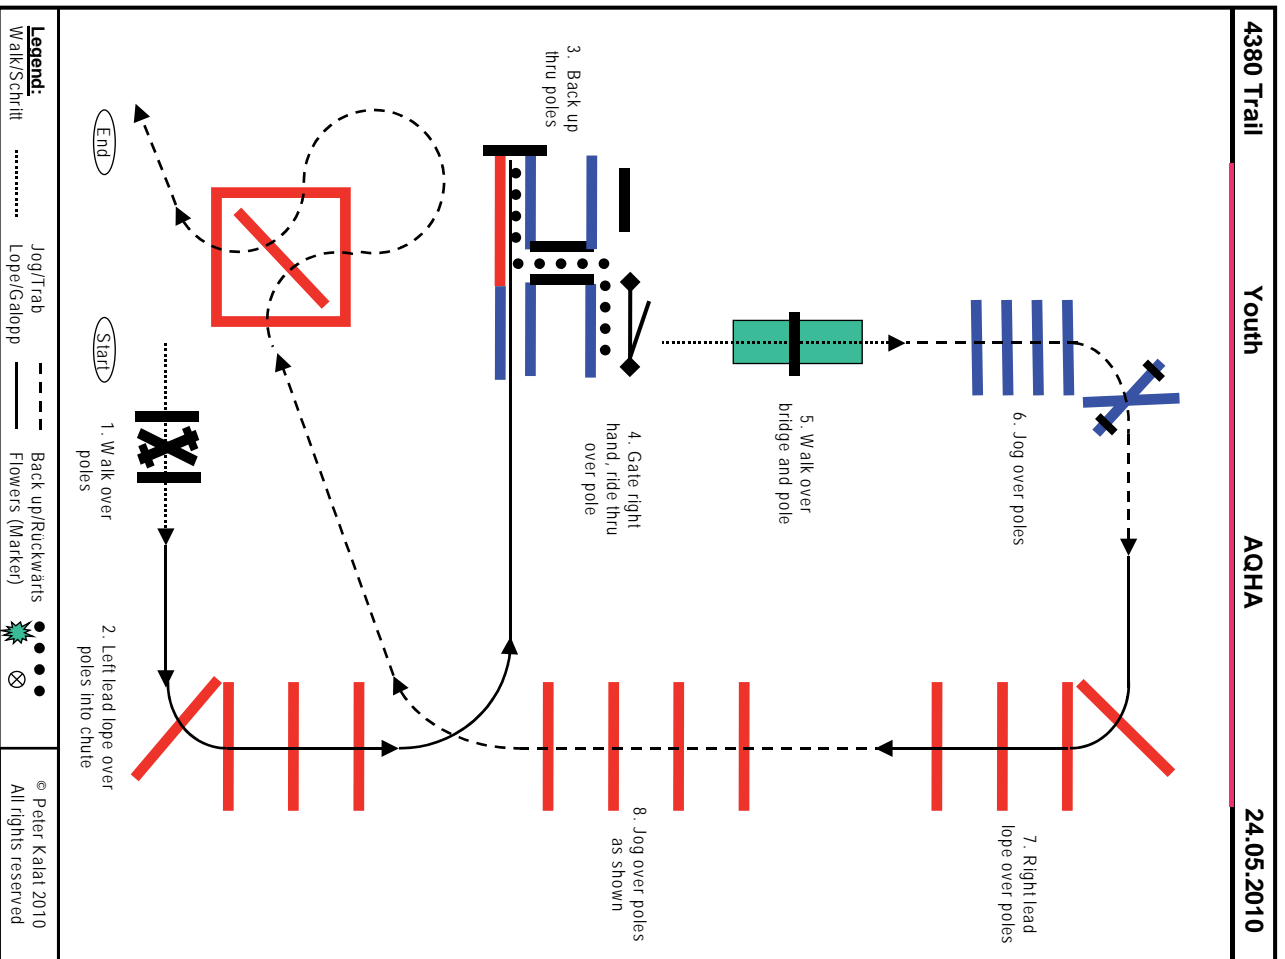 4380 Trail Youth AQHA 24.05.2010
3. Back up
thru poles
End
Start
1. Walk over
poles
2. Left lead lope over
poles into chute
4. Gate right
hand, ride thru
over pole
5. Walk over
bridge and pole
6. Jog over poles
7. Right lead
lope over poles
8. Jog over poles
as shown
Legend:
Walk/Schritt
Jog/Trab
Lope/Galopp
Back up/Rückwärts
Flowers (Marker)
© Peter Kalat 2010
All rights reserved